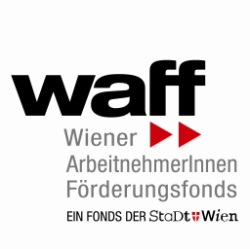 waff
Wiener
ArbeitnehmerInnen
Förderungsfonds
EIN FONDS DER StaDt Wien